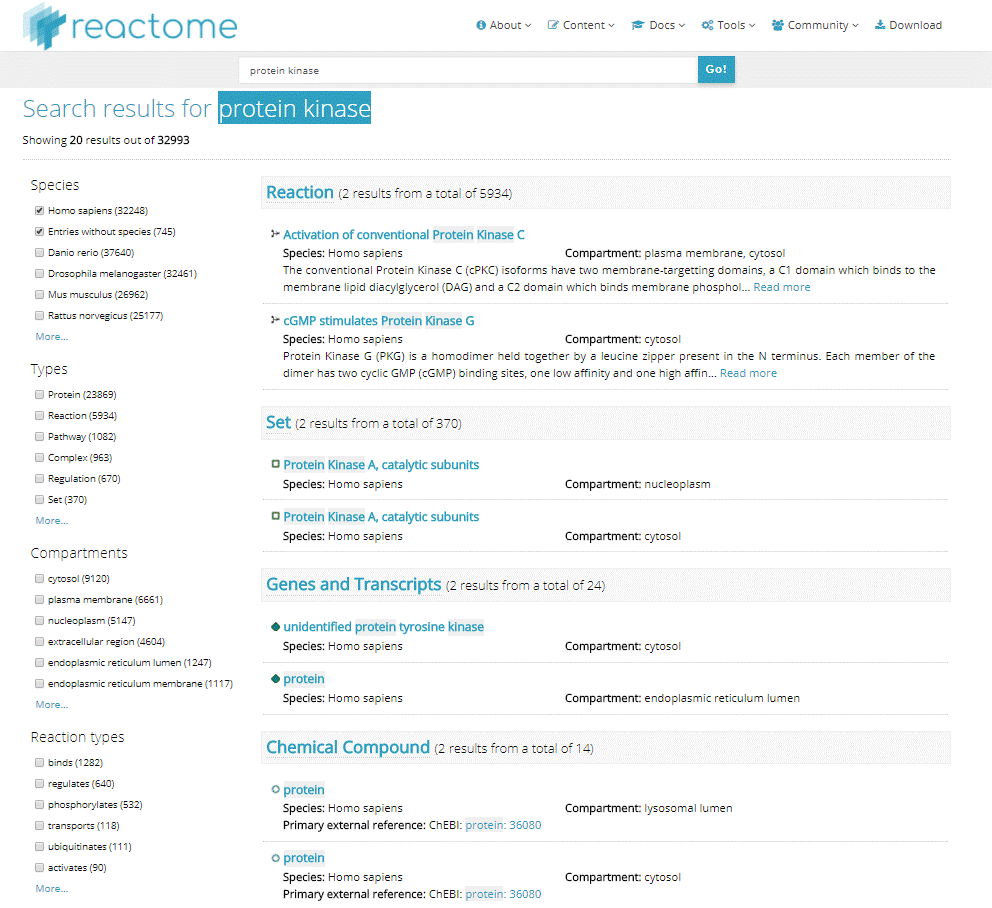 reactome
About Content Docs Tools Community Download
protein kinase Go!
Search results for protein kinase
Showing 20 results out of 32993
Species
Homo sapiens (32248)
Entries without species (745)
Danio rerio (37640)
Drosophila melanogaster (32461)
Mus musculus (26962)
Rattus norvegicus (25177)
More...
Types
Protein (23869)
Reaction (5934)
Pathway (1082)
Complex (963)
Regulation (670)
Set (370)
More...
Compartments
cytosol (9120)
plasma membrane (6661)
nucleoplasm (5147)
extracellular region (4604)
endoplasmic reticulum lumen (1247)
endoplasmic reticulum membrane (1117)
More...
Reaction types
binds (1282)
regulates (640)
phosphorylates (532)
transports (118)
ubiquitinates (111)
activates (90)
More...
Reaction (2 results from a total of 5934)
Activation of conventional Protein Kinase C
Species: Homo sapiens Compartment: plasma membrane, cytosol
The conventional Protein Kinase C (cPKC) isoforms have two membrane-targetting domains, a C1 domain which binds to the
membrane lipid diacylglycerol (DAG) and a C2 domain which binds membrane phosphol... Read more
cGMP stimulates Protein Kinase G
Species: Homo sapiens Compartment: cytosol
Protein Kinase G (PKG) is a homodimer held together by a leucine zipper present in the N terminus. Each member of the
dimer has two cyclic GMP (cGMP) binding sites, one low affinity and one high affin... Read more
Set (2 results from a total of 370)
Protein Kinase A, catalytic subunits
Species: Homo sapiens Compartment: nucleoplasm
Protein Kinase A, catalytic subunits
Species: Homo sapiens Compartment: cytosol
Genes and Transcripts (2 results from a total of 24)
unidentified protein tyrosine kinase
Species: Homo sapiens Compartment: cytosol
protein
Species: Homo sapiens Compartment: endoplasmic reticulum lumen
Chemical Compound (2 results from a total of 14)
protein
Species: Homo sapiens Compartment: lysosomal lumen
Primary external reference: ChEBI: protein: 36080
protein
Species: Homo sapiens Compartment: cytosol
Primary external reference: ChEBI: protein: 36080